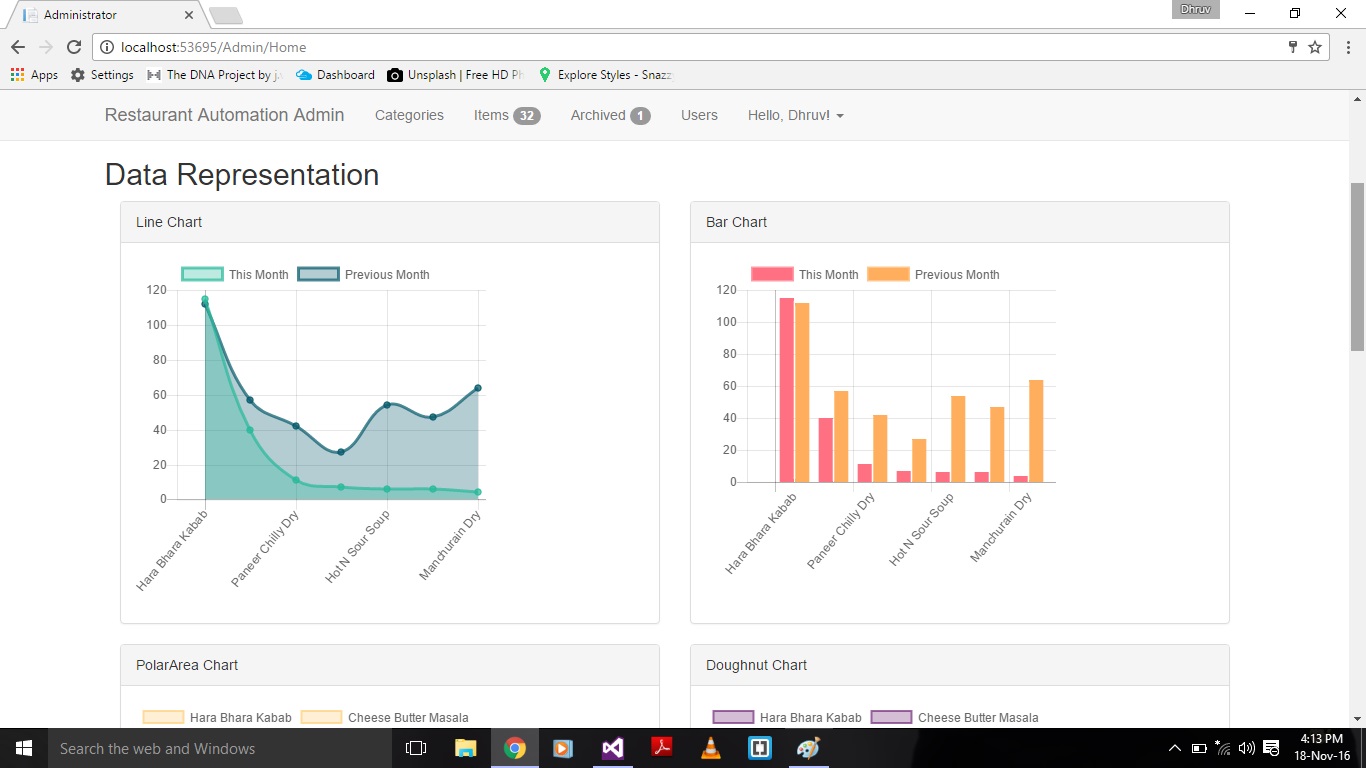 Administrator
Dhruv
localhost:53695/Admin/Home
Apps Settings The DNA Project by j. Dashboard Unsplash | Free HD Ph Explore Styles - Snazz
Restaurant Automation Admin Categories Items 32 Archived 1 Users Hello, Dhruv!
Data Representation
Line Chart
This Month Previous Month
120
100
80
60
40
20
0
Hara Bhara Kabab
Paneer Chilly Dry
Hot N Sour Soup
Manchurain Dry
Bar Chart
This Month Previous Month
120
100
80
60
40
20
0
Hara Bhara Kabab
Paneer Chilly Dry
Hot N Sour Soup
Manchurain Dry
PolarArea Chart
Hara Bhara Kabab Cheese Butter Masala
Doughnut Chart
Hara Bhara Kabab Cheese Butter Masala
Search the web and Windows
4:13 PM
18-Nov-16